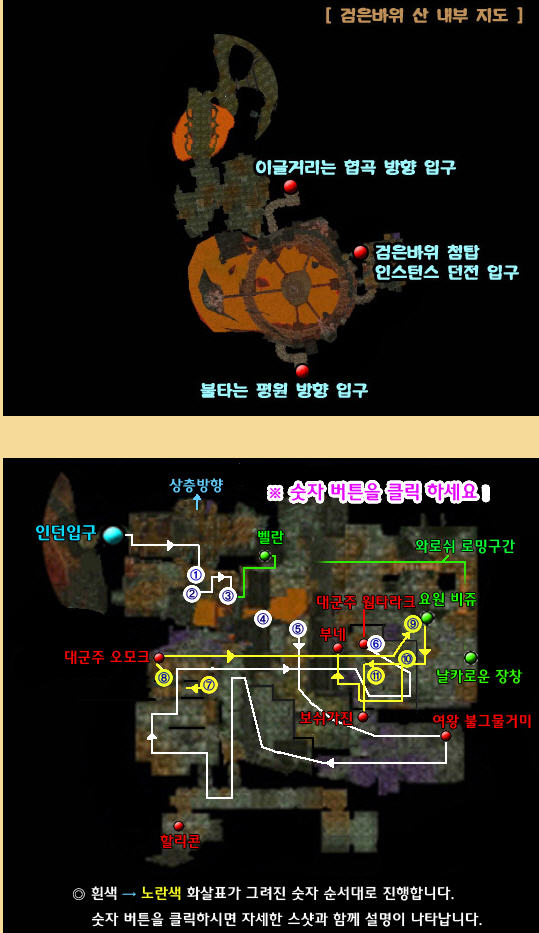 [ 검은바위 산 내부 지도 ]
이글거리는 협곡 방향 입구
검은바위 첨탑
인스턴스 던전 입구
불타는 평원 방향 입구
상층방향
※ 숫자 버튼을 클릭 하세요
인던입구
벨란
와로쉬 로밍구간
①
②
③
대군주 윔타라크
요원 비쥬
④
⑤
부네
⑥
⑨
대군주 오모크
⑩
⑧
⑦
⑪
날카로운 장창
보쉬가진
여왕 불그물거미
할리콘
◎ 흰색 → 노란색 화살표가 그려진 숫자 순서대로 진행합니다.
숫자 버튼을 클릭하시면 자세한 스샷과 함께 설명이 나타납니다.